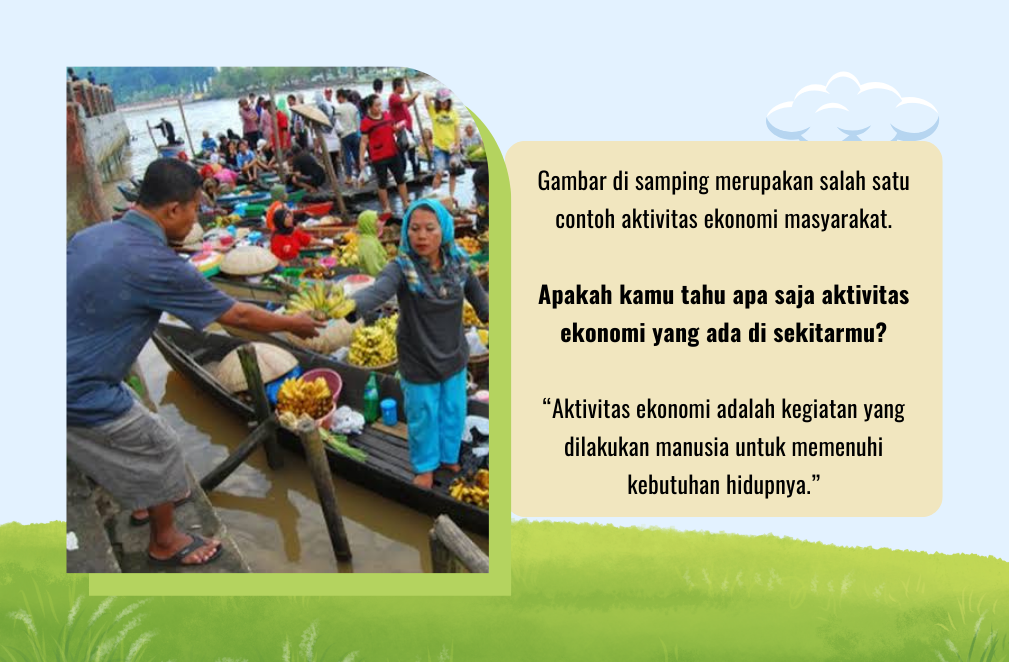 Gambar di samping merupakan salah satu
contoh aktivitas ekonomi masyarakat.
Apakah kamu tahu apa saja aktivitas
ekonomi yang ada di sekitarmu?
“Aktivitas ekonomi adalah kegiatan yang
dilakukan manusia untuk memenuhi
kebutuhan hidupnya.”